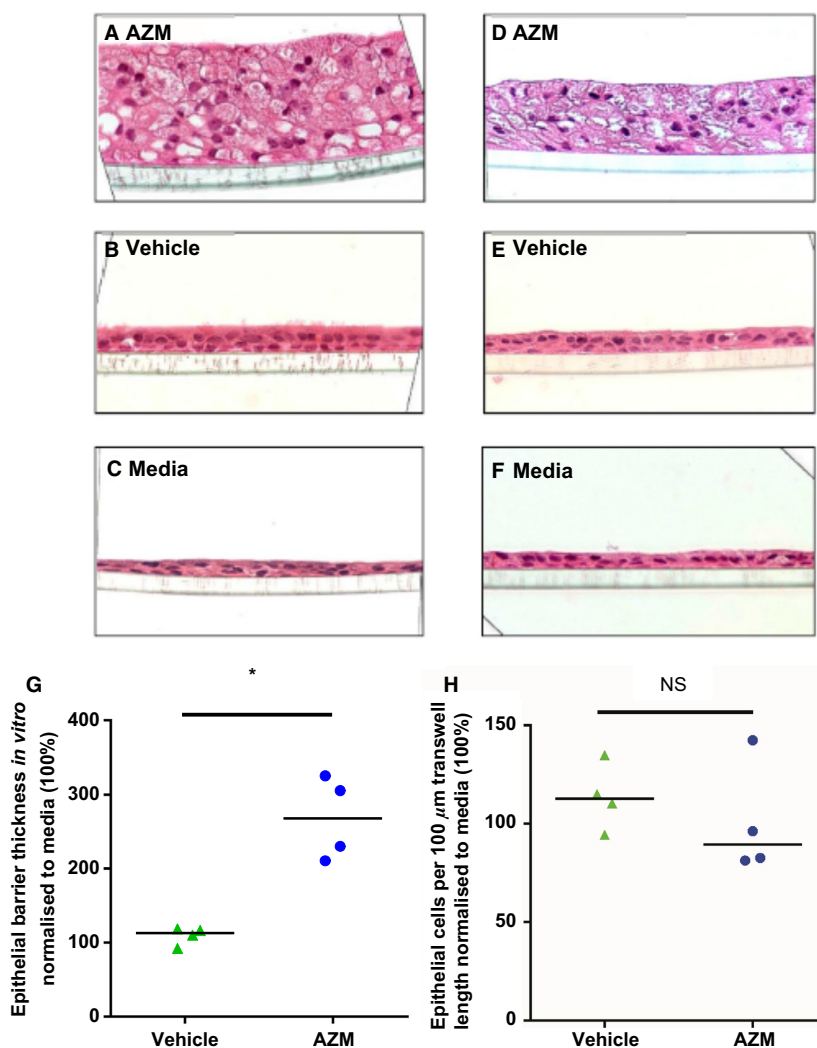 A AZM
D AZM
B Vehicle
E Vehicle
C Media
F Media
G
*
Epithelial barrier thickness in vitro
normalised to media (100%)
400
300
200
100
0
Vehicle
AZM
H
NS
Epithelial cells per 100 µm transwell
length normalised to media (100%)
150
100
50
0
Vehicle
AZM